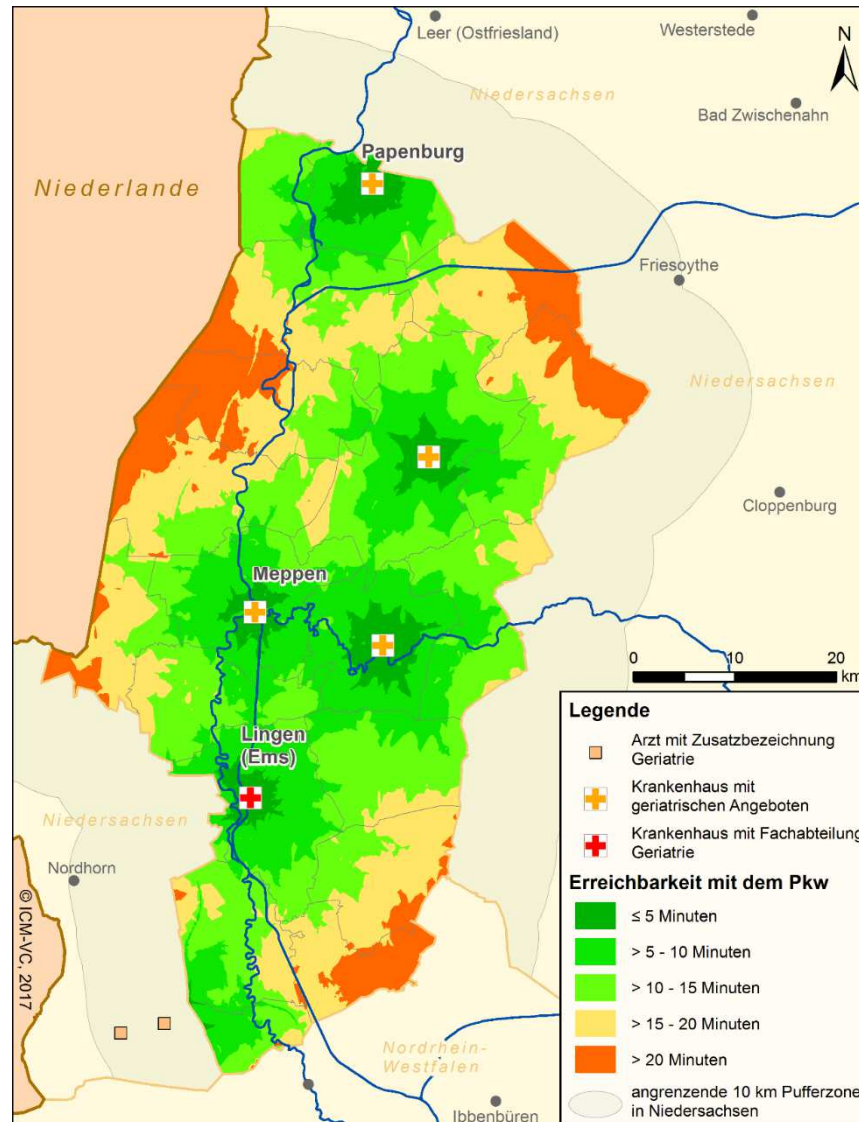 Leer (Ostfriesland)
Westerstede
N
Niedersachsen
Bad Zwischenahn
Papenburg
Niederlande
Friesoythe
Niedersachsen
Cloppenburg
Meppen
0 10 20
km
Lingen
(Ems)
Niedersachsen
Nordhorn
© ICM-VC, 2017
Nordrhein-
Westfalen
Ibbenbüren
Legende
Arzt mit Zusatzbezeichnung
Geriatrie
Krankenhaus mit
geriatrischen Angeboten
Krankenhaus mit Fachabteilung
Geriatrie
Erreichbarkeit mit dem Pkw
≤ 5 Minuten
> 5 - 10 Minuten
> 10 - 15 Minuten
> 15 - 20 Minuten
> 20 Minuten
angrenzende 10 km Pufferzone
in Niedersachsen